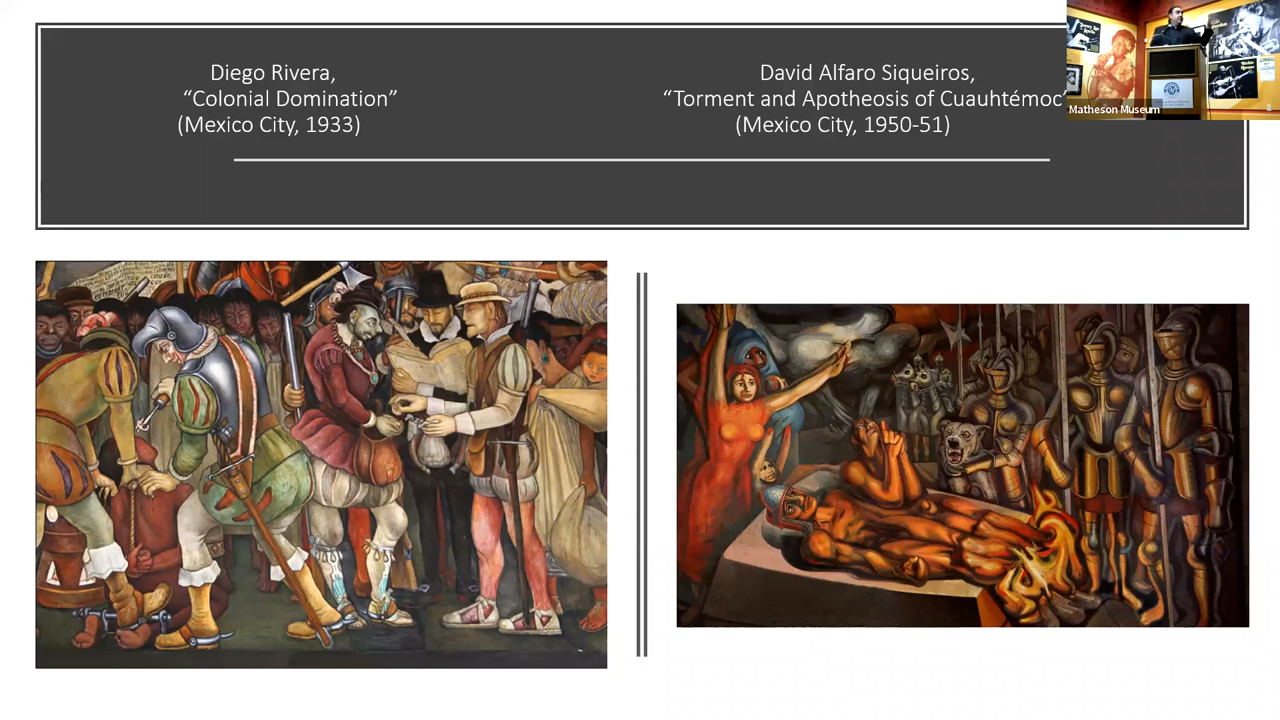 Diego Rivera,
“Colonial Domination”
(Mexico City, 1933)
David Alfaro Siqueiros,
“Torment and Apotheosis of Cuauhtémoc”
(Mexico City, 1950-51)
Matheson Museum